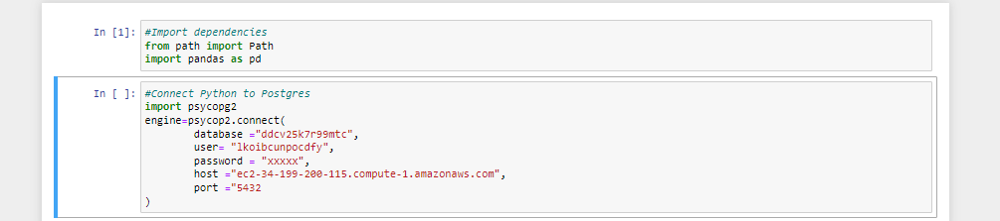 In [1]: #Import dependencies
from path import Path
import pandas as pd
In [ ]: #Connect Python to Postgres
import psycopg2
engine=psycop2.connect(
database ="ddcv25k7r99mtc",
user= "lkoibcunpocdfy",
password = "xxxxx",
host ="ec2-34-199-200-115.compute-1.amazonaws.com",
port ="5432
)